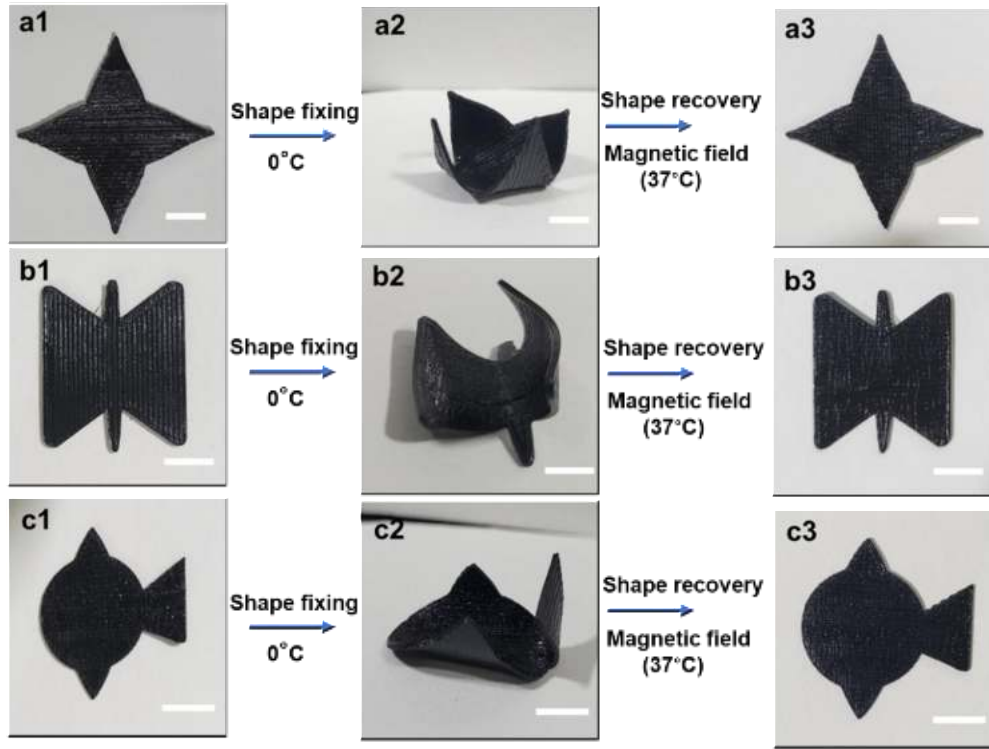 a1
Shape fixing
0°C
a2
Shape recovery
Magnetic field
(37°C)
a3
b1
Shape fixing
0°C
b2
Shape recovery
Magnetic field
(37°C)
b3
c1
Shape fixing
0°C
c2
Shape recovery
Magnetic field
(37°C)
c3